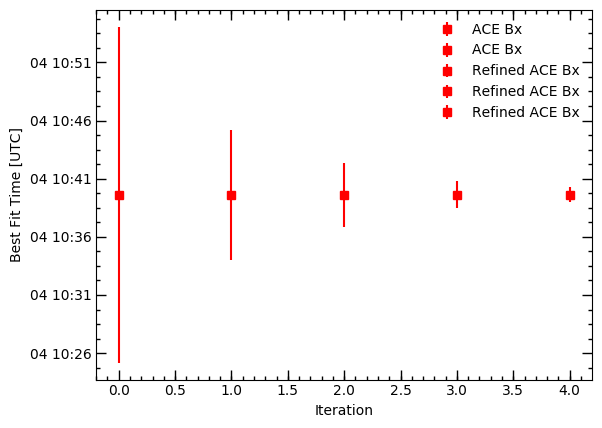 ACE Bx
ACE Bx
Refined ACE Bx
Refined ACE Bx
Refined ACE Bx
Best Fit Time [UTC]
04 10:51
04 10:46
04 10:41
04 10:36
04 10:31
04 10:26
0.0 0.5 1.0 1.5 2.0 2.5 3.0 3.5 4.0
Iteration